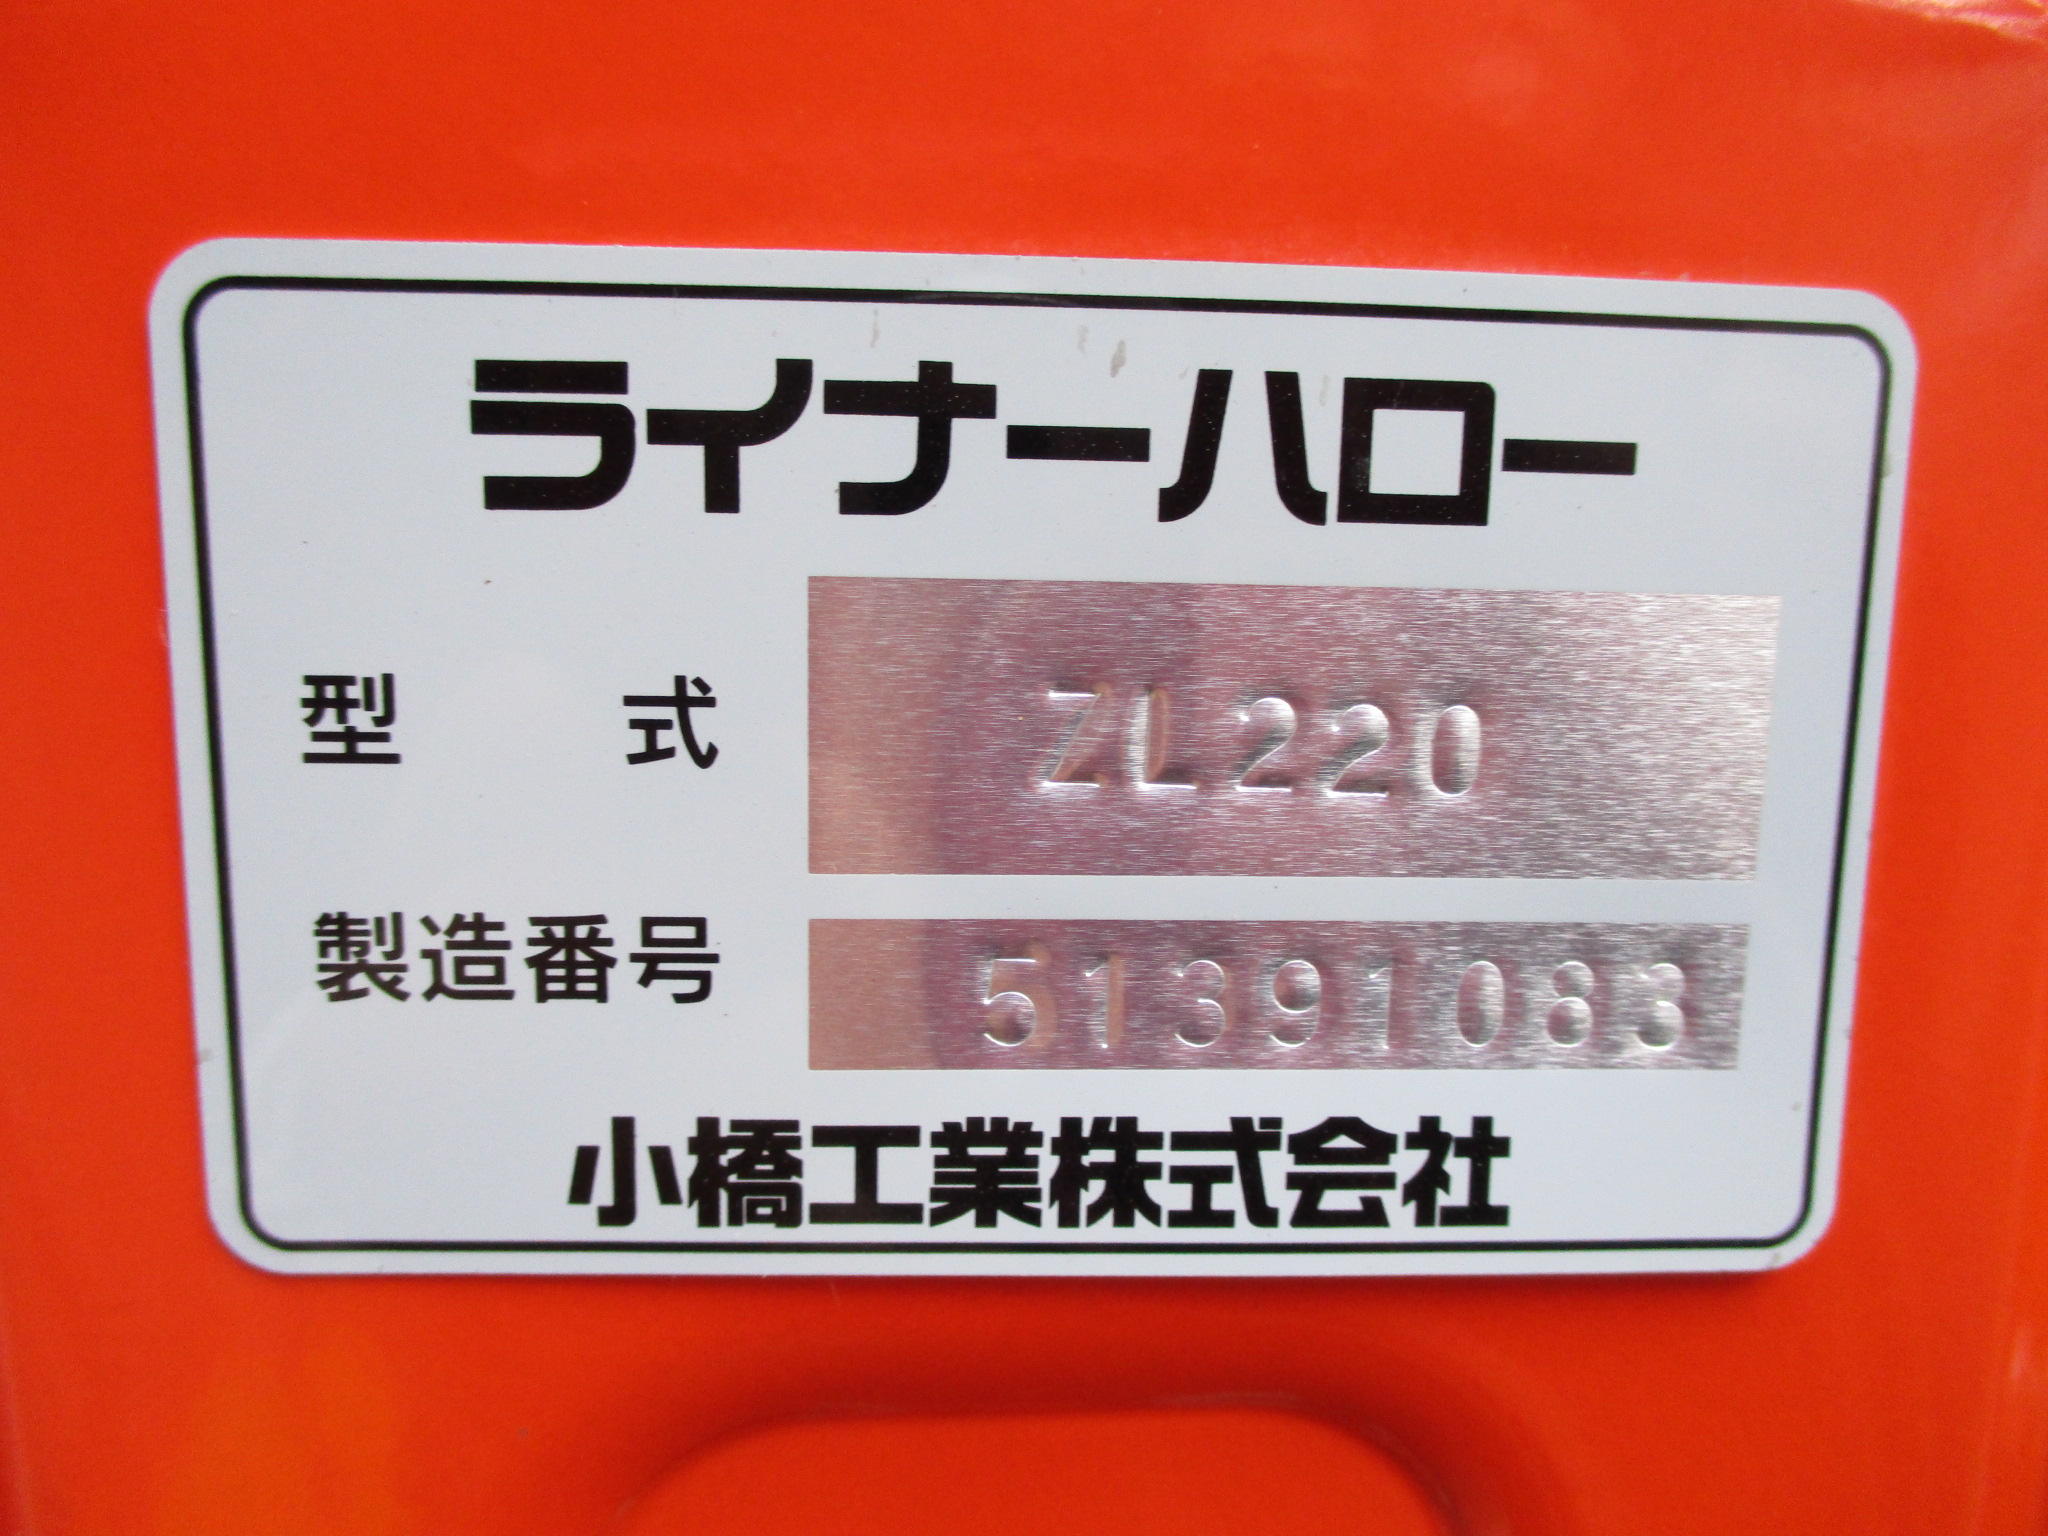 ライナーハロー
型式 ZL220
製造番号 51391083
小橋工業株式会社